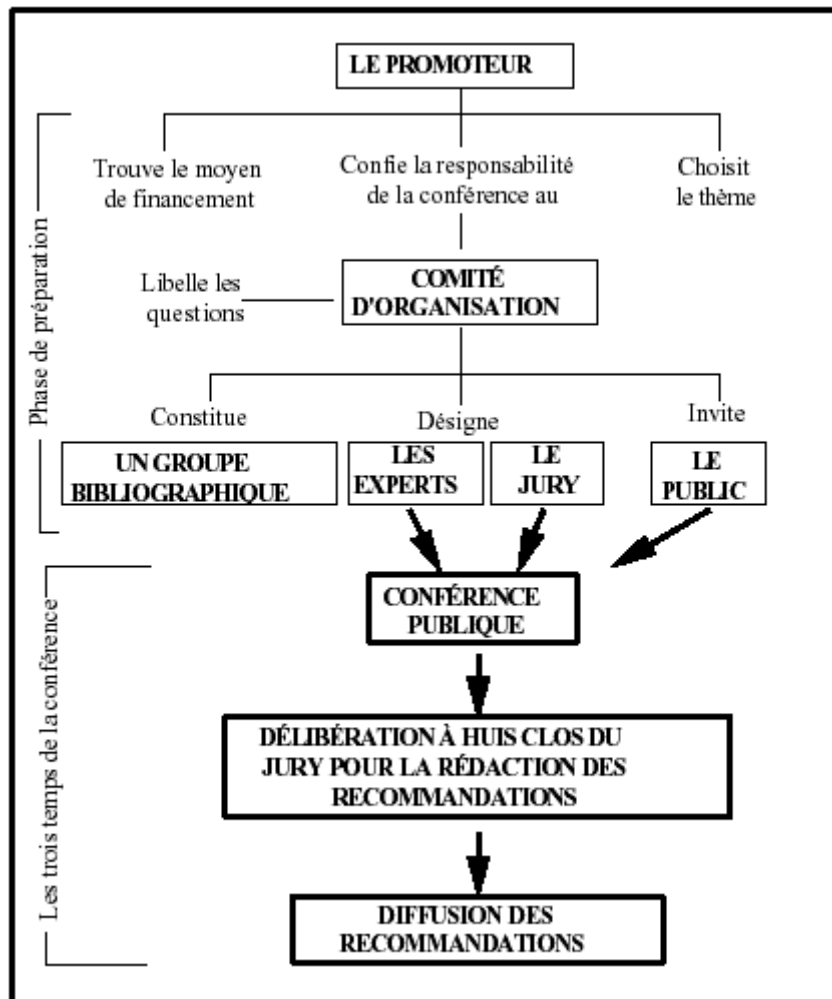 LE PROMOTEUR
Trouve le moyen
de financement
Confie la responsabilité
de la conférence au
Choisit
le thème
Phase de préparation
Libelle les
questions
COMITÉ
D'ORGANISATION
Constitue
Désigne
Invite
UN GROUPE
BIBLIOGRAPHIQUE
LES
EXPERTS
LE
JURY
LE
PUBLIC
Les trois temps de la conférence
CONFÉRENCE
PUBLIQUE
DÉLIBÉRATION À HUIS CLOS DU
JURY POUR LA RÉDACTION DES
RECOMMANDATIONS
DIFFUSION DES
RECOMMANDATIONS